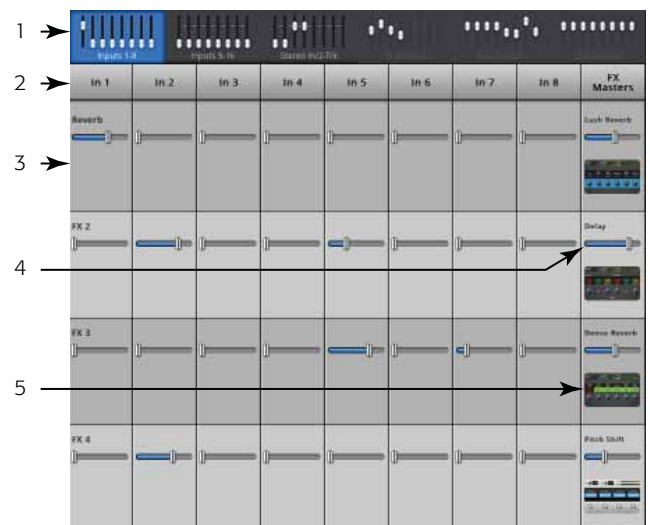 1
Inputs 1-8
Inputs 9-16
Stereo In/2-Trk
2
In 1
In 2
In 3
In 4
In 5
In 6
In 7
In 8
FX
Masters
3
Reverb
Lush Reverb
4
FX 2
Delay
5
FX 3
Dense Reverb
FX 4
Pitch Shift